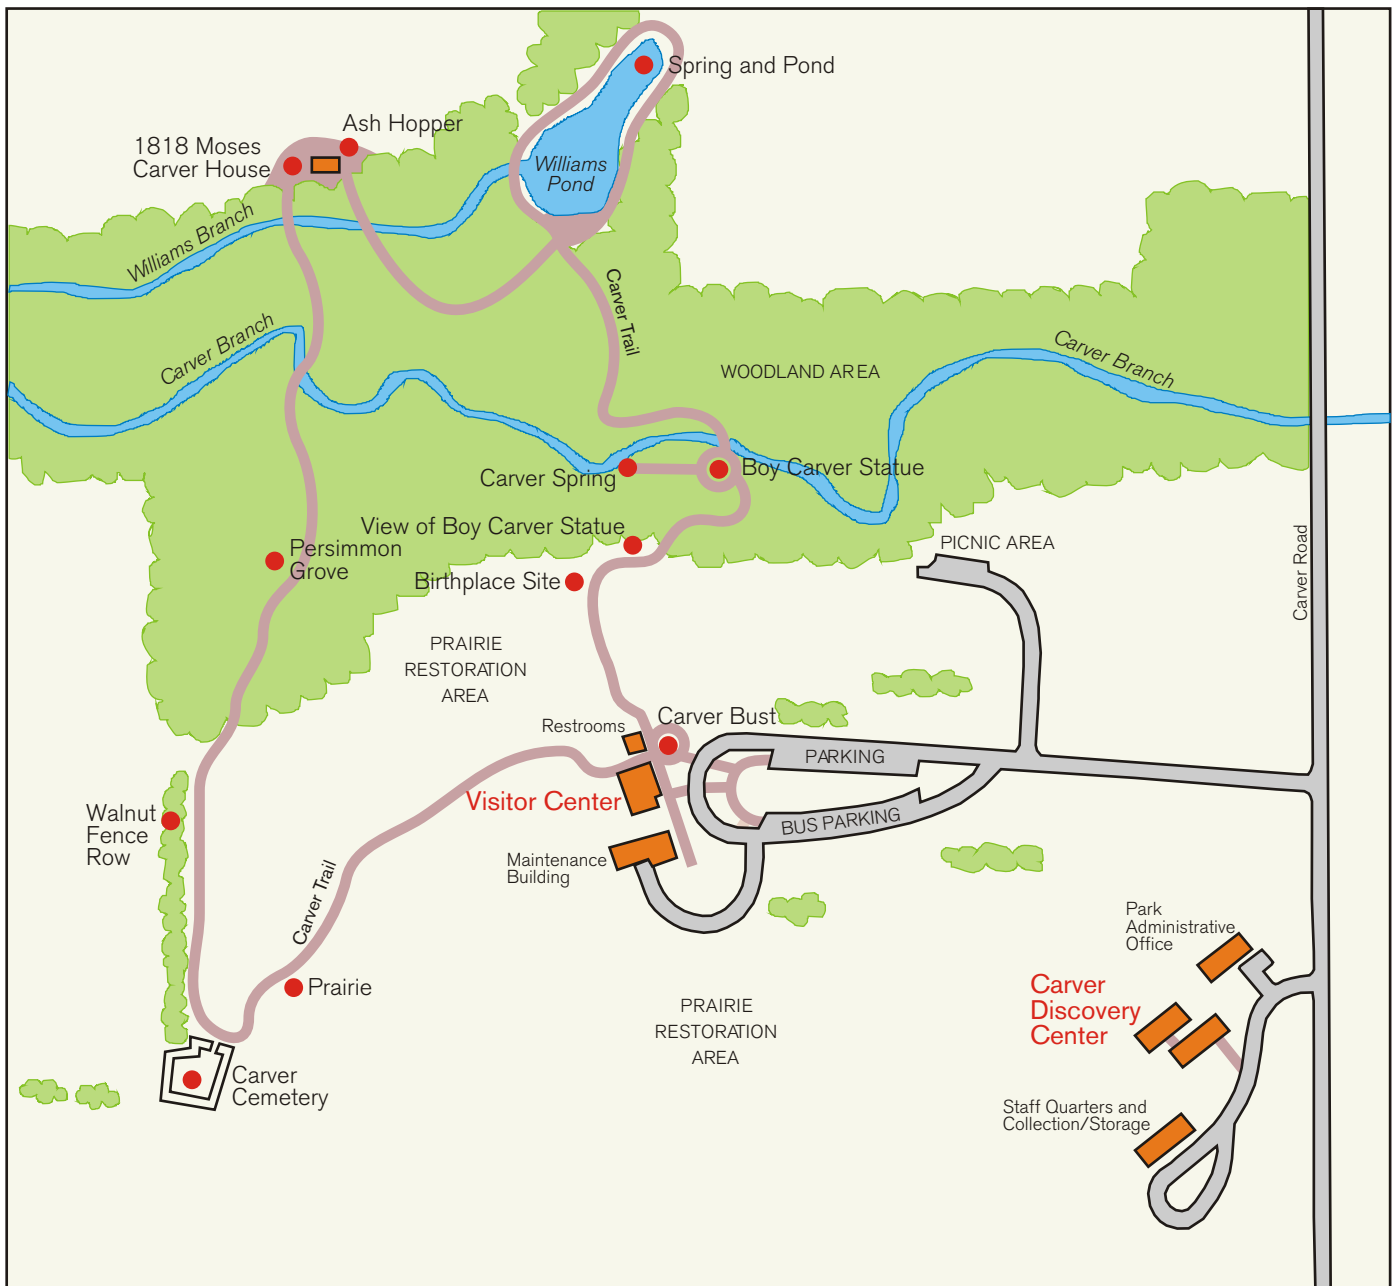 Spring and Pond
Ash Hopper
1818 Moses
Carver House
Williams
Pond
Williams Branch
Carver Trail
Carver Branch
Carver Branch
WOODLAND AREA
Carver Spring
Boy Carver Statue
View of Boy Carver Statue
Persimmon
Grove
Birthplace Site
PICNIC AREA
Carver Road
PRAIRIE
RESTORATION
AREA
Restrooms
Carver Bust
PARKING
Visitor Center
BUS PARKING
Walnut
Fence
Row
Maintenance
Building
Carver Trail
Prairie
Park
Administrative
Office
Carver
Discovery
Center
PRAIRIE
RESTORATION
AREA
Carver
Cemetery
Staff Quarters and
Collection/Storage